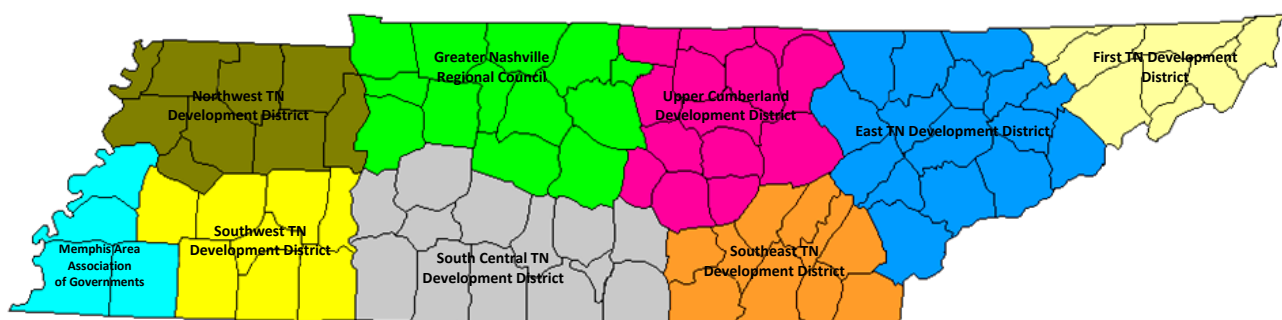 Northwest TN
Development District
Greater Nashville
Regional Council
Upper Cumberland
Development District
East TN Development District
First TN Development
District
Memphis Area
Association
of Governments
Southwest TN
Development District
South Central TN
Development District
Southeast TN
Development District